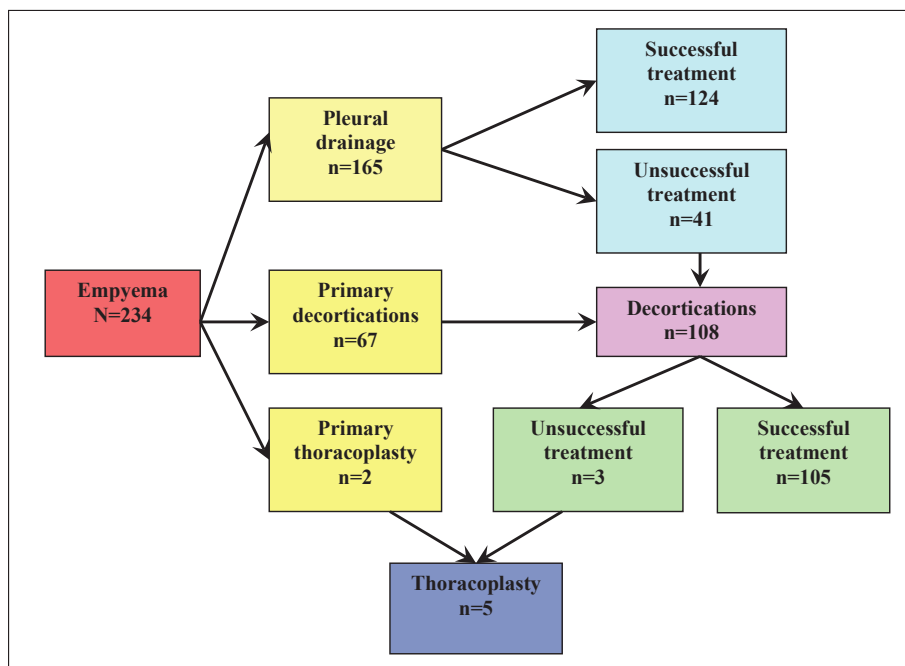 Successful
treatment
n=124
Pleural
drainage
n=165
Unsuccessful
treatment
n=41
Empyema
N=234
Primary
decortications
n=67
Decortications
n=108
Primary
thoracoplasty
n=2
Unsuccessful
treatment
n=3
Successful
treatment
n=105
Thoracoplasty
n=5